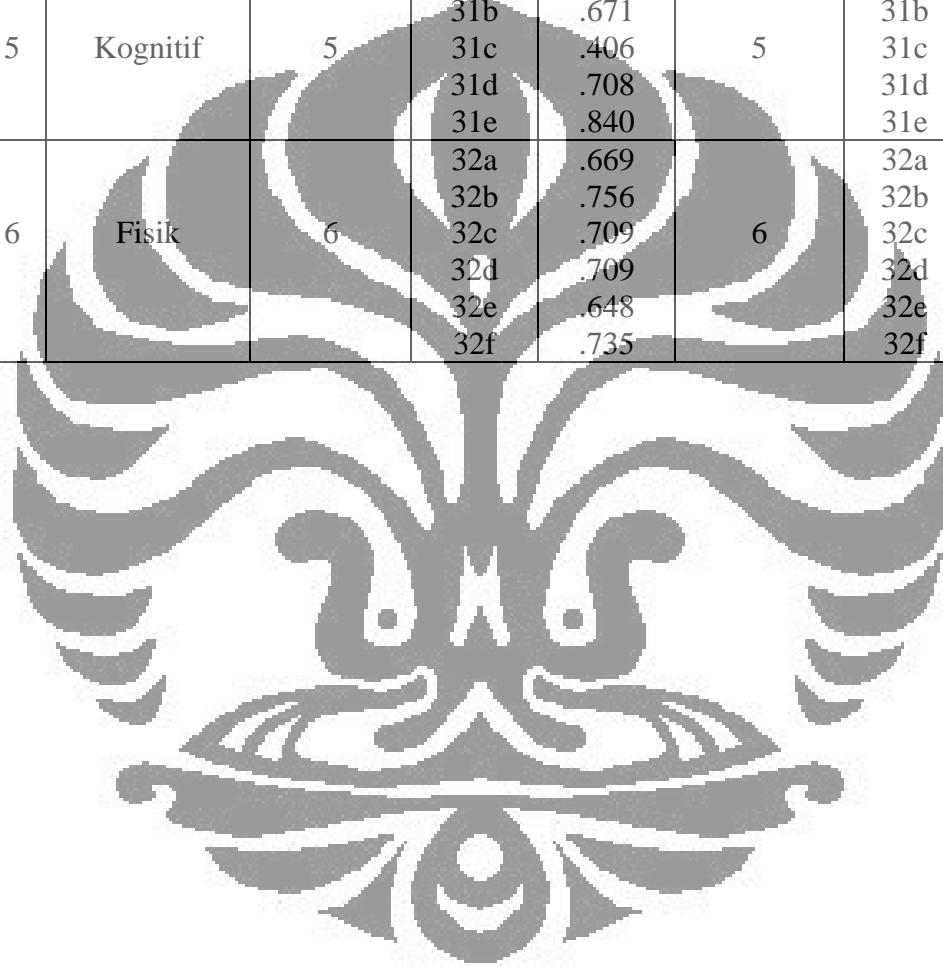 31b .671 31b
5 Kognitif 5 31c .406 5 31c
31d .708 31d
31e .840 31e
32a .669 32a
32b .756 32b
6 Fisik 6 32c .709 6 32c
32d .709 32d
32e .648 32e
32f .735 32f